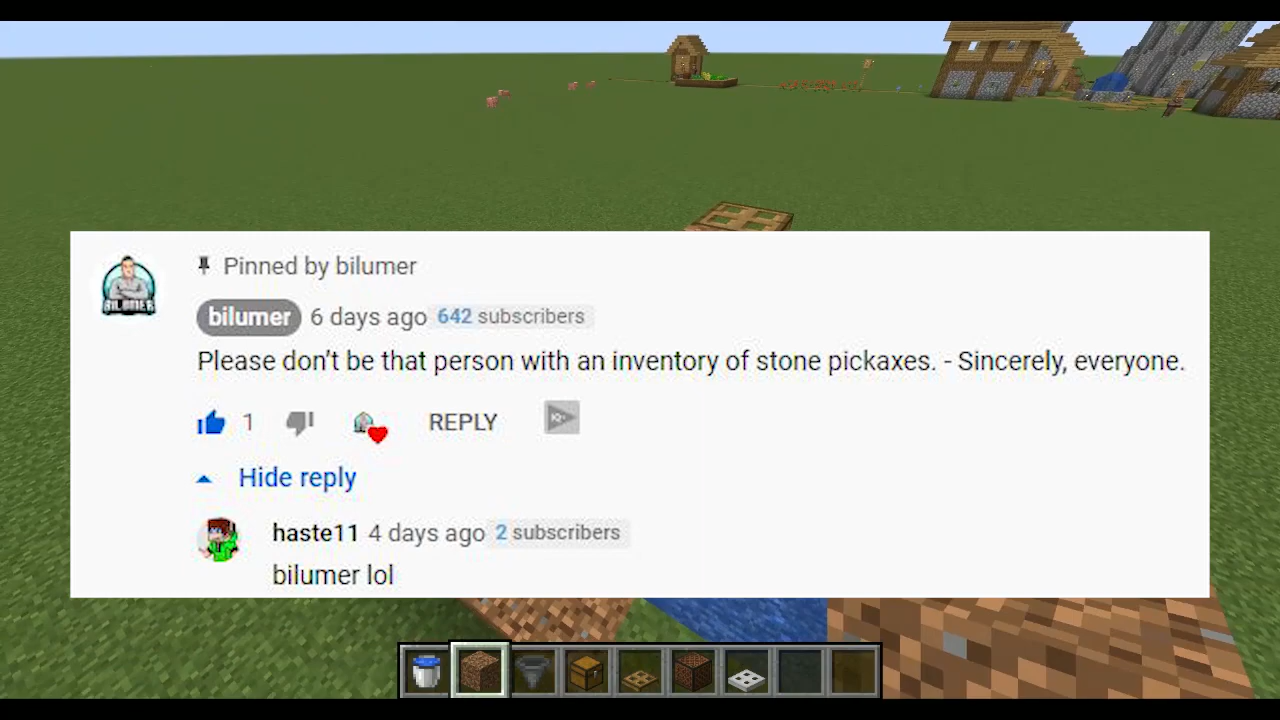 Pinned by bilumer
BILUMER
bilumer 6 days ago 642 subscribers
Please don't be that person with an inventory of stone pickaxes. - Sincerely, everyone.
1 REPLY
Hide reply
haste11 4 days ago 2 subscribers
bilumer lol